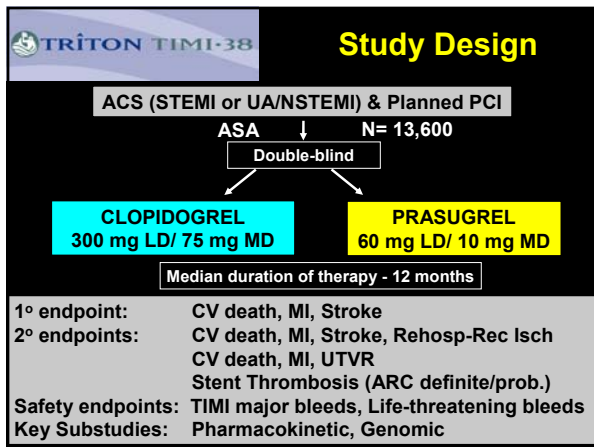 TRITON TIMI-38
Study Design
ACS (STEMI or UA/NSTEMI) & Planned PCI
ASA N= 13,600
Double-blind
CLOPIDOGREL
300 mg LD/ 75 mg MD
PRASUGREL
60 mg LD/ 10 mg MD
Median duration of therapy - 12 months
1o endpoint: CV death, MI, Stroke
2o endpoints: CV death, MI, Stroke, Rehosp-Rec Isch
CV death, MI, UTVR
Stent Thrombosis (ARC definite/prob.)
Safety endpoints: TIMI major bleeds, Life-threatening bleeds
Key Substudies: Pharmacokinetic, Genomic